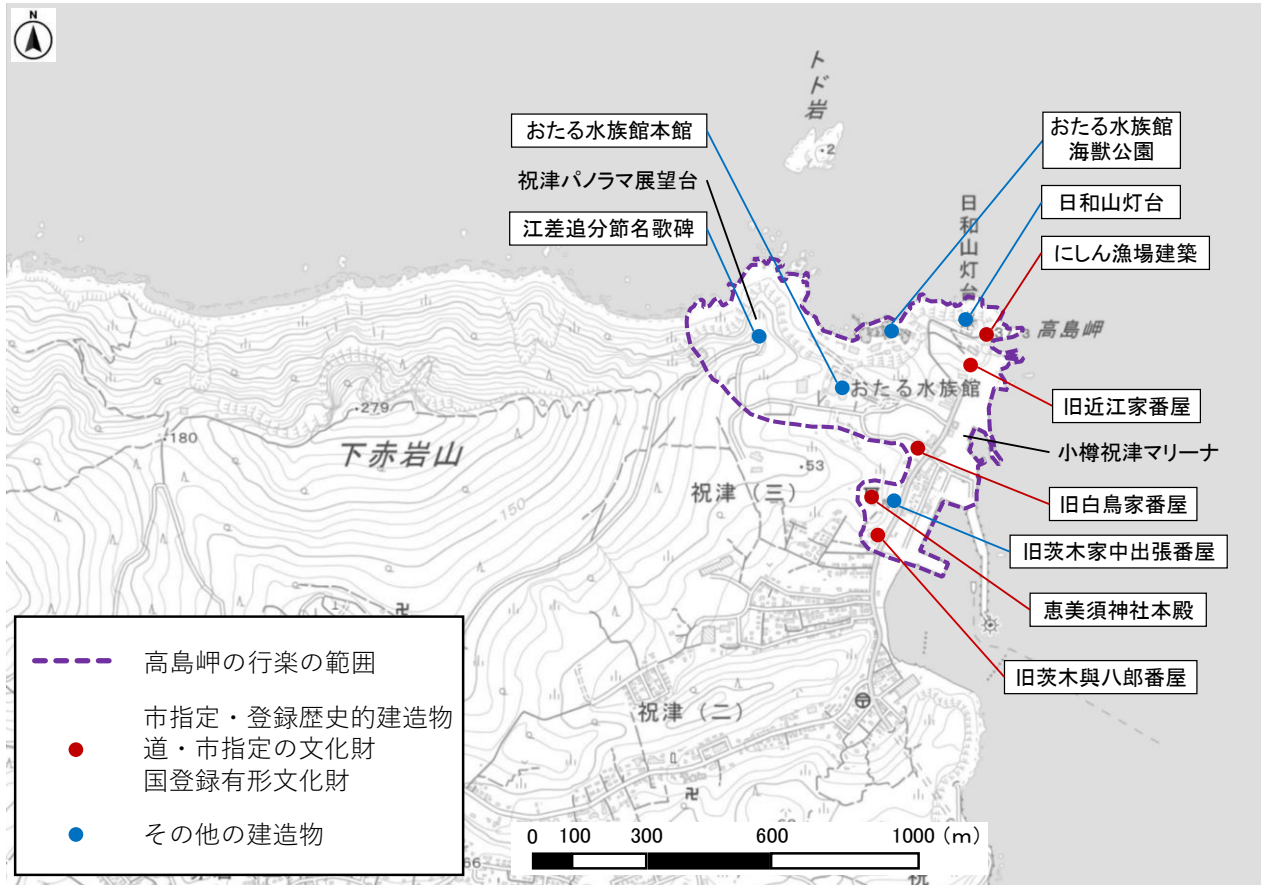 N
トド岩
・2
おたる水族館本館
祝津パノラマ展望台
江差追分節名歌碑
おたる水族館
海獣公園
日和山灯台
にしん漁場建築
日和山灯台
高島岬
おたる水族館
旧近江家番屋
小樽祝津マリーナ
旧白鳥家番屋
旧茨木家中出張番屋
恵美須神社本殿
旧茨木與八郎番屋
・279
・180
下赤岩山
150
・53
祝津(三)
祝津(二)
高島岬の行楽の範囲
市指定・登録歴史的建造物
道・市指定の文化財
国登録有形文化財
その他の建造物
0 100 300 600 1000 (m)
66
祝